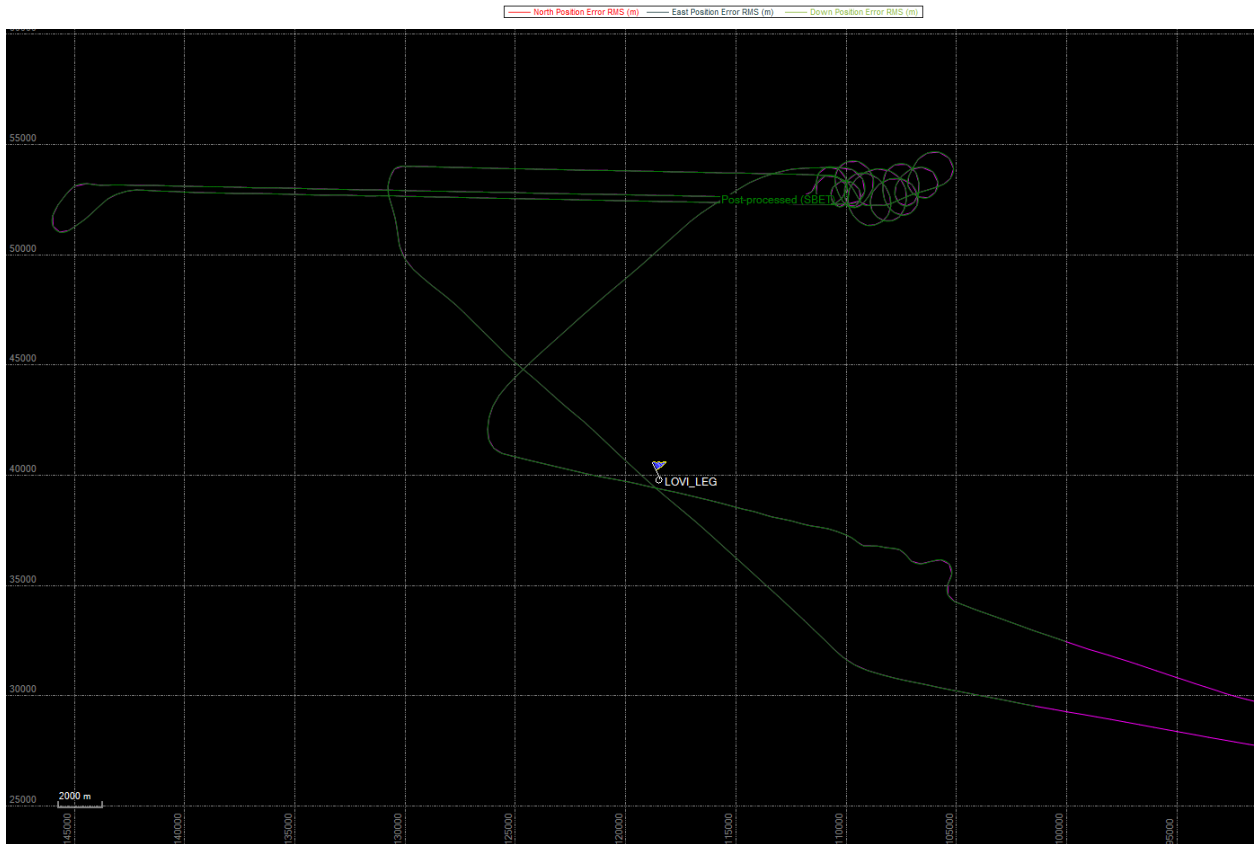 North Position Error RMS (m) East Position Error RMS (m) Down Position Error RMS (m)
55000
Post-processed (SBET)
50000
45000
40000
LOVI_LEG
35000
30000
25000
2000 m
145000 140000 135000 130000 125000 120000 115000 110000 105000 100000 95000